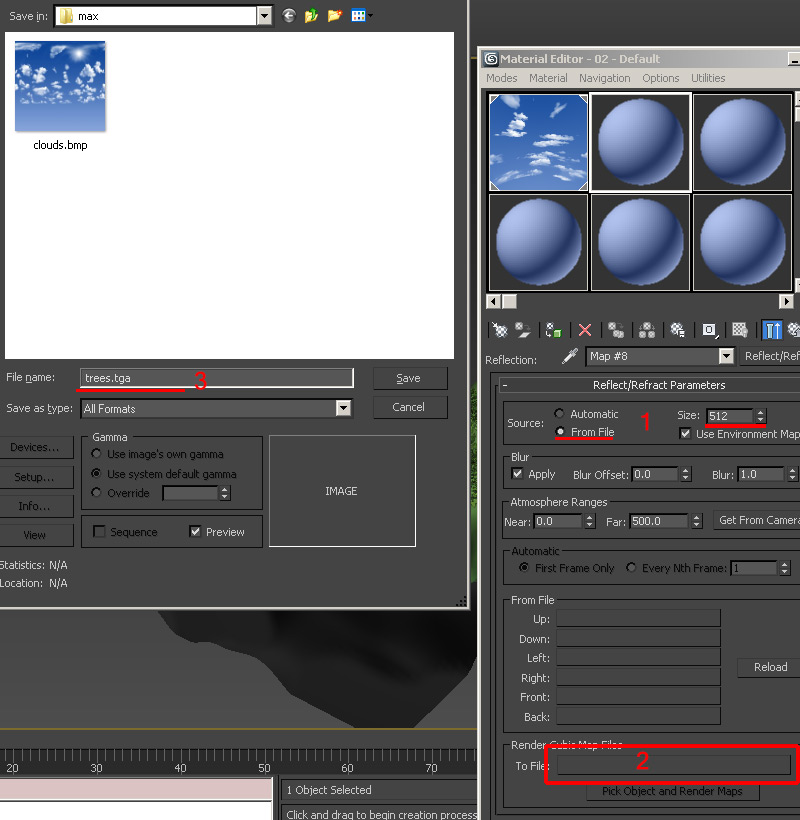 Save in: max
clouds.bmp
File name: trees.tga 3 Save
Save as type: All Formats Cancel
Devices...
Setup...
Info...
View
Gamma
Use image's own gamma
Use system default gamma
Override
Sequence Preview
IMAGE
Statistics: N/A
Location: N/A
Material Editor - 02 - Default
Modes Material Navigation Options Utilities
Reflection: Map #8 Reflect/Ref
- Reflect/Refract Parameters
Source: Automatic 1 Size: 512
From File Use Environment Map
Blur
Apply Blur Offset: 0.0 Blur: 1.0
Atmosphere Ranges
Near: 0.0 Far: 500.0 Get From Camera
Automatic
First Frame Only Every Nth Frame: 1
From File
Up:
Down:
Left:
Right:
Front:
Back:
Reload
Render Cubic Map Files
To File: 2
Pick Object and Render Maps
20 30 40 50 60 70
1 Object Selected
Click and drag to begin creation process